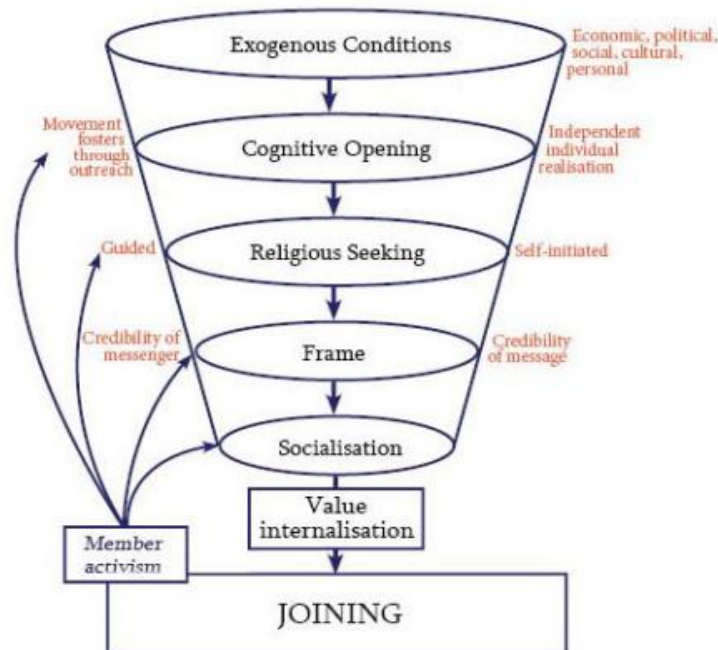 Exogenous Conditions
Economic, political,
social, cultural,
personal
Movement
fosters
through
outreach
Cognitive Opening
Independent
individual
realisation
Guided
Religious Seeking
Self-initiated
Credibility of
messenger
Frame
Credibility
of message
Socialisation
Value
internalisation
Member
activism
JOINING